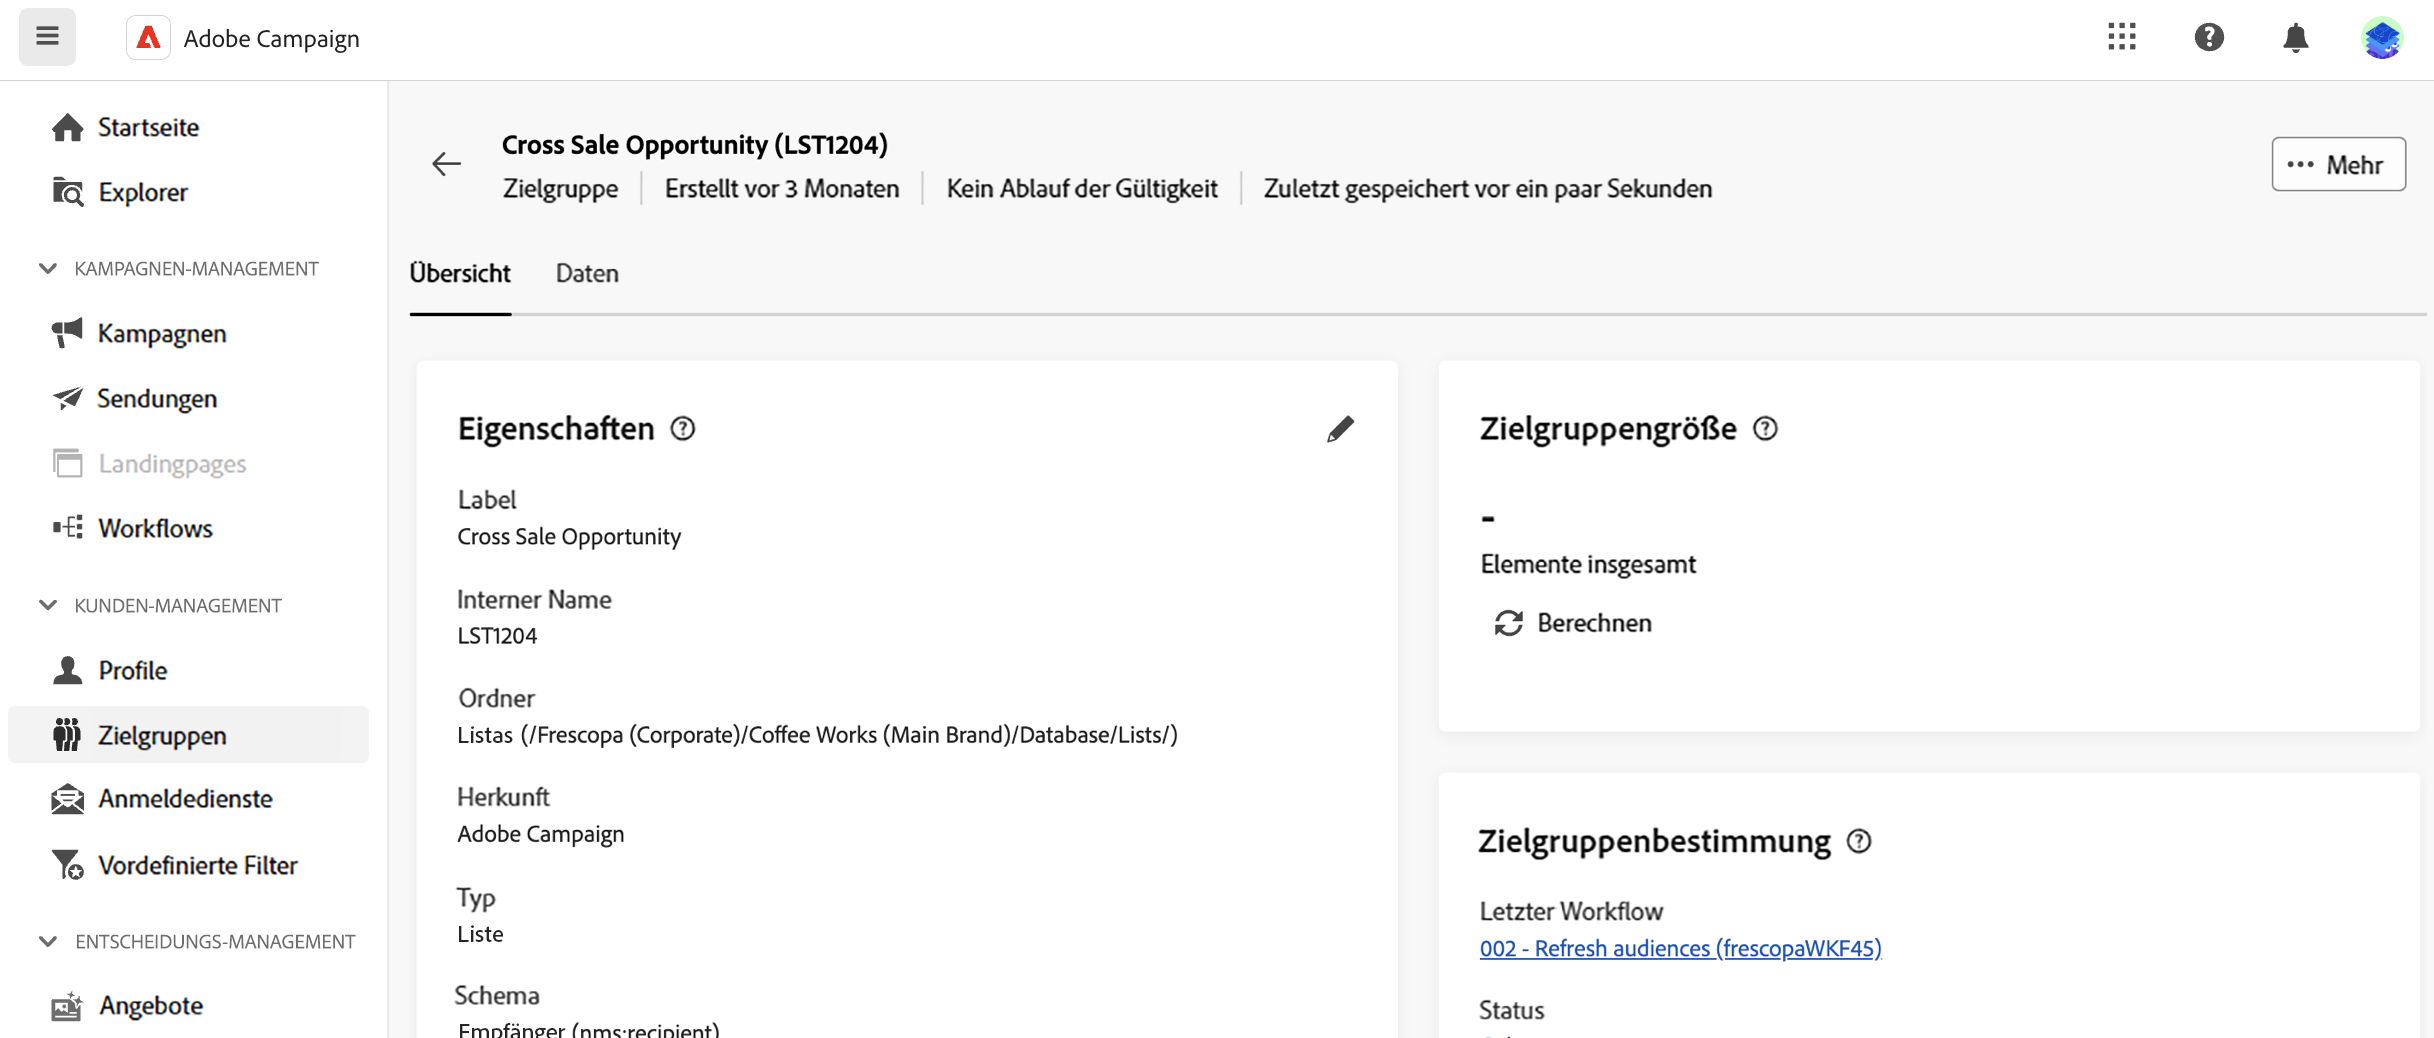 Adobe Campaign
Startseite
Explorer
KAMPAGNEN-MANAGEMENT
Kampagnen
Sendungen
Landingpages
Workflows
KUNDEN-MANAGEMENT
Profile
Zielgruppen
Anmeldedienste
Vordefinierte Filter
ENTSCHEIDUNGS-MANAGEMENT
Angebote
Cross Sale Opportunity (LST1204)
Zielgruppe Erstellt vor 3 Monaten Kein Ablauf der Gültigkeit Zuletzt gespeichert vor ein paar Sekunden
Mehr
Übersicht Daten
Eigenschaften
Label
Cross Sale Opportunity
Interner Name
LST1204
Ordner
Listas (/Frescopa (Corporate)/Coffee Works (Main Brand)/Database/Lists/)
Herkunft
Adobe Campaign
Typ
Liste
Schema
Empfänger (nms:recipient)
Zielgruppengröße
-
Elemente insgesamt
Berechnen
Zielgruppenbestimmung
Letzter Workflow
002 - Refresh audiences (frescopaWKF45)
Status